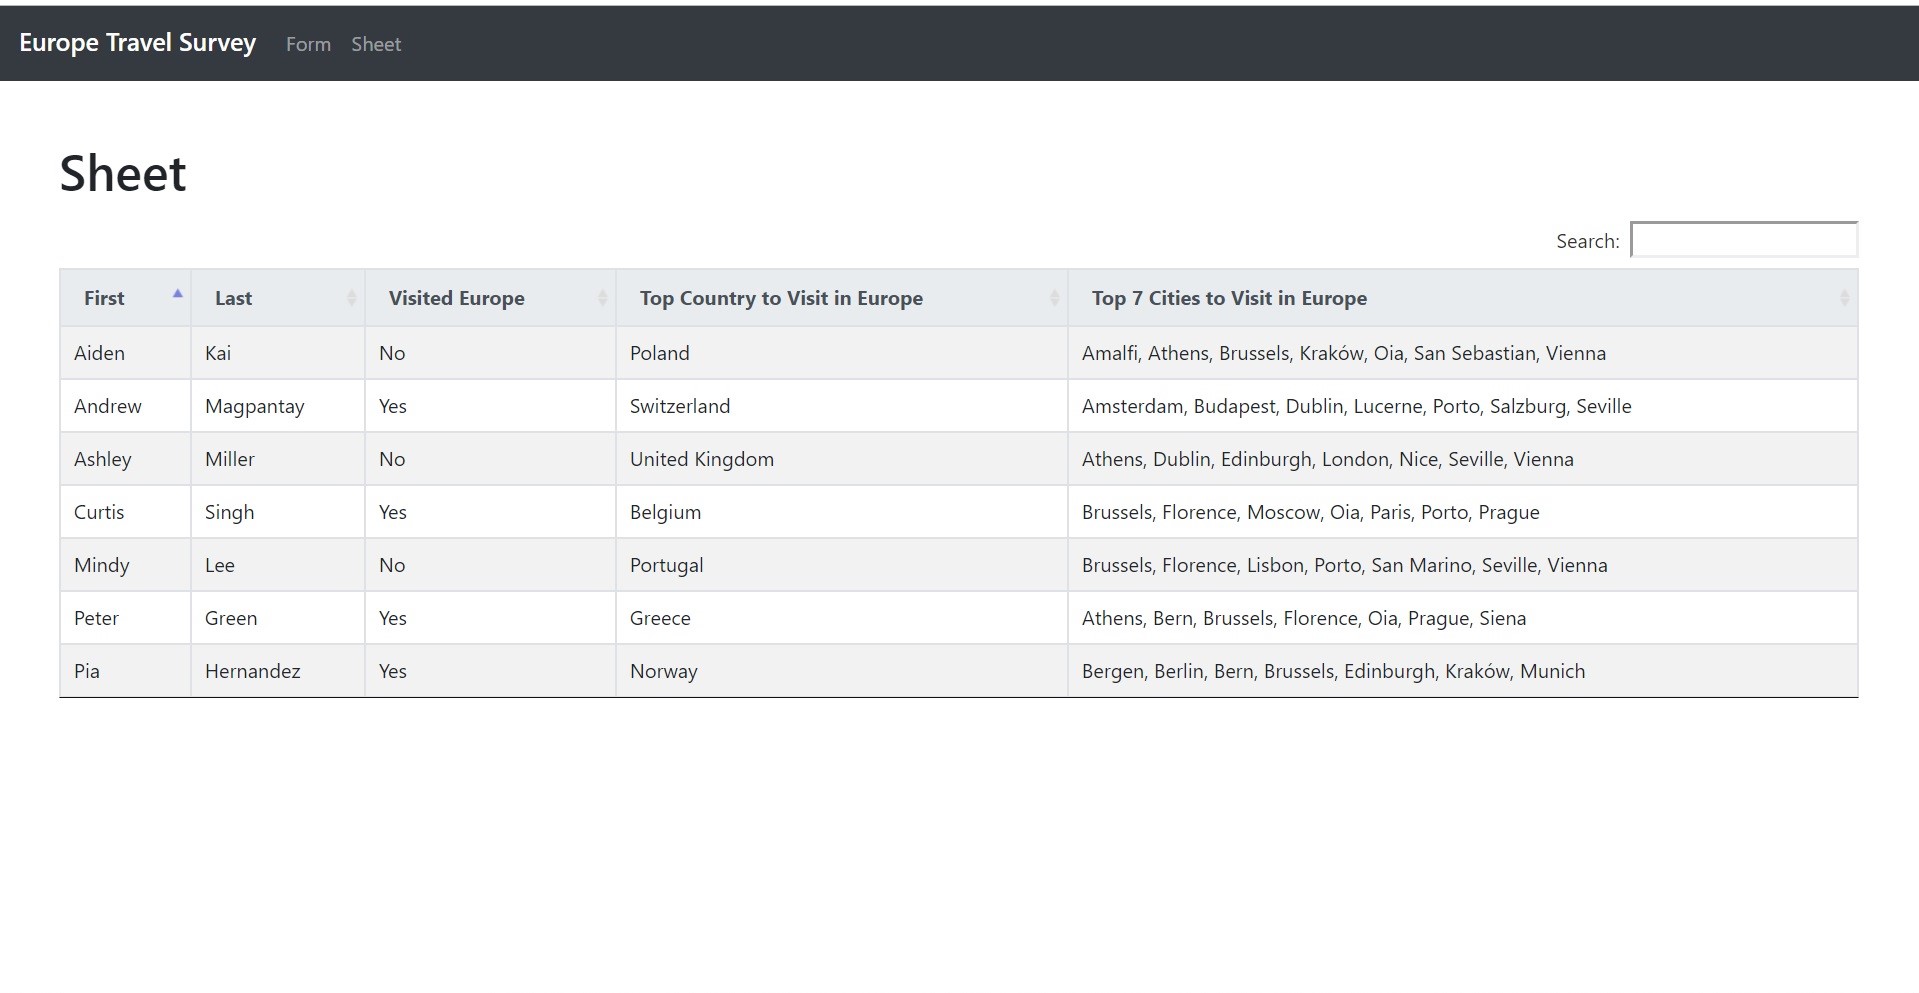 Europe Travel Survey Form Sheet
Sheet
Search:
First Last Visited Europe Top Country to Visit in Europe Top 7 Cities to Visit in Europe
Aiden Kai No Poland Amalfi, Athens, Brussels, Kraków, Oia, San Sebastian, Vienna
Andrew Magpantay Yes Switzerland Amsterdam, Budapest, Dublin, Lucerne, Porto, Salzburg, Seville
Ashley Miller No United Kingdom Athens, Dublin, Edinburgh, London, Nice, Seville, Vienna
Curtis Singh Yes Belgium Brussels, Florence, Moscow, Oia, Paris, Porto, Prague
Mindy Lee No Portugal Brussels, Florence, Lisbon, Porto, San Marino, Seville, Vienna
Peter Green Yes Greece Athens, Bern, Brussels, Florence, Oia, Prague, Siena
Pia Hernandez Yes Norway Bergen, Berlin, Bern, Brussels, Edinburgh, Kraków, Munich